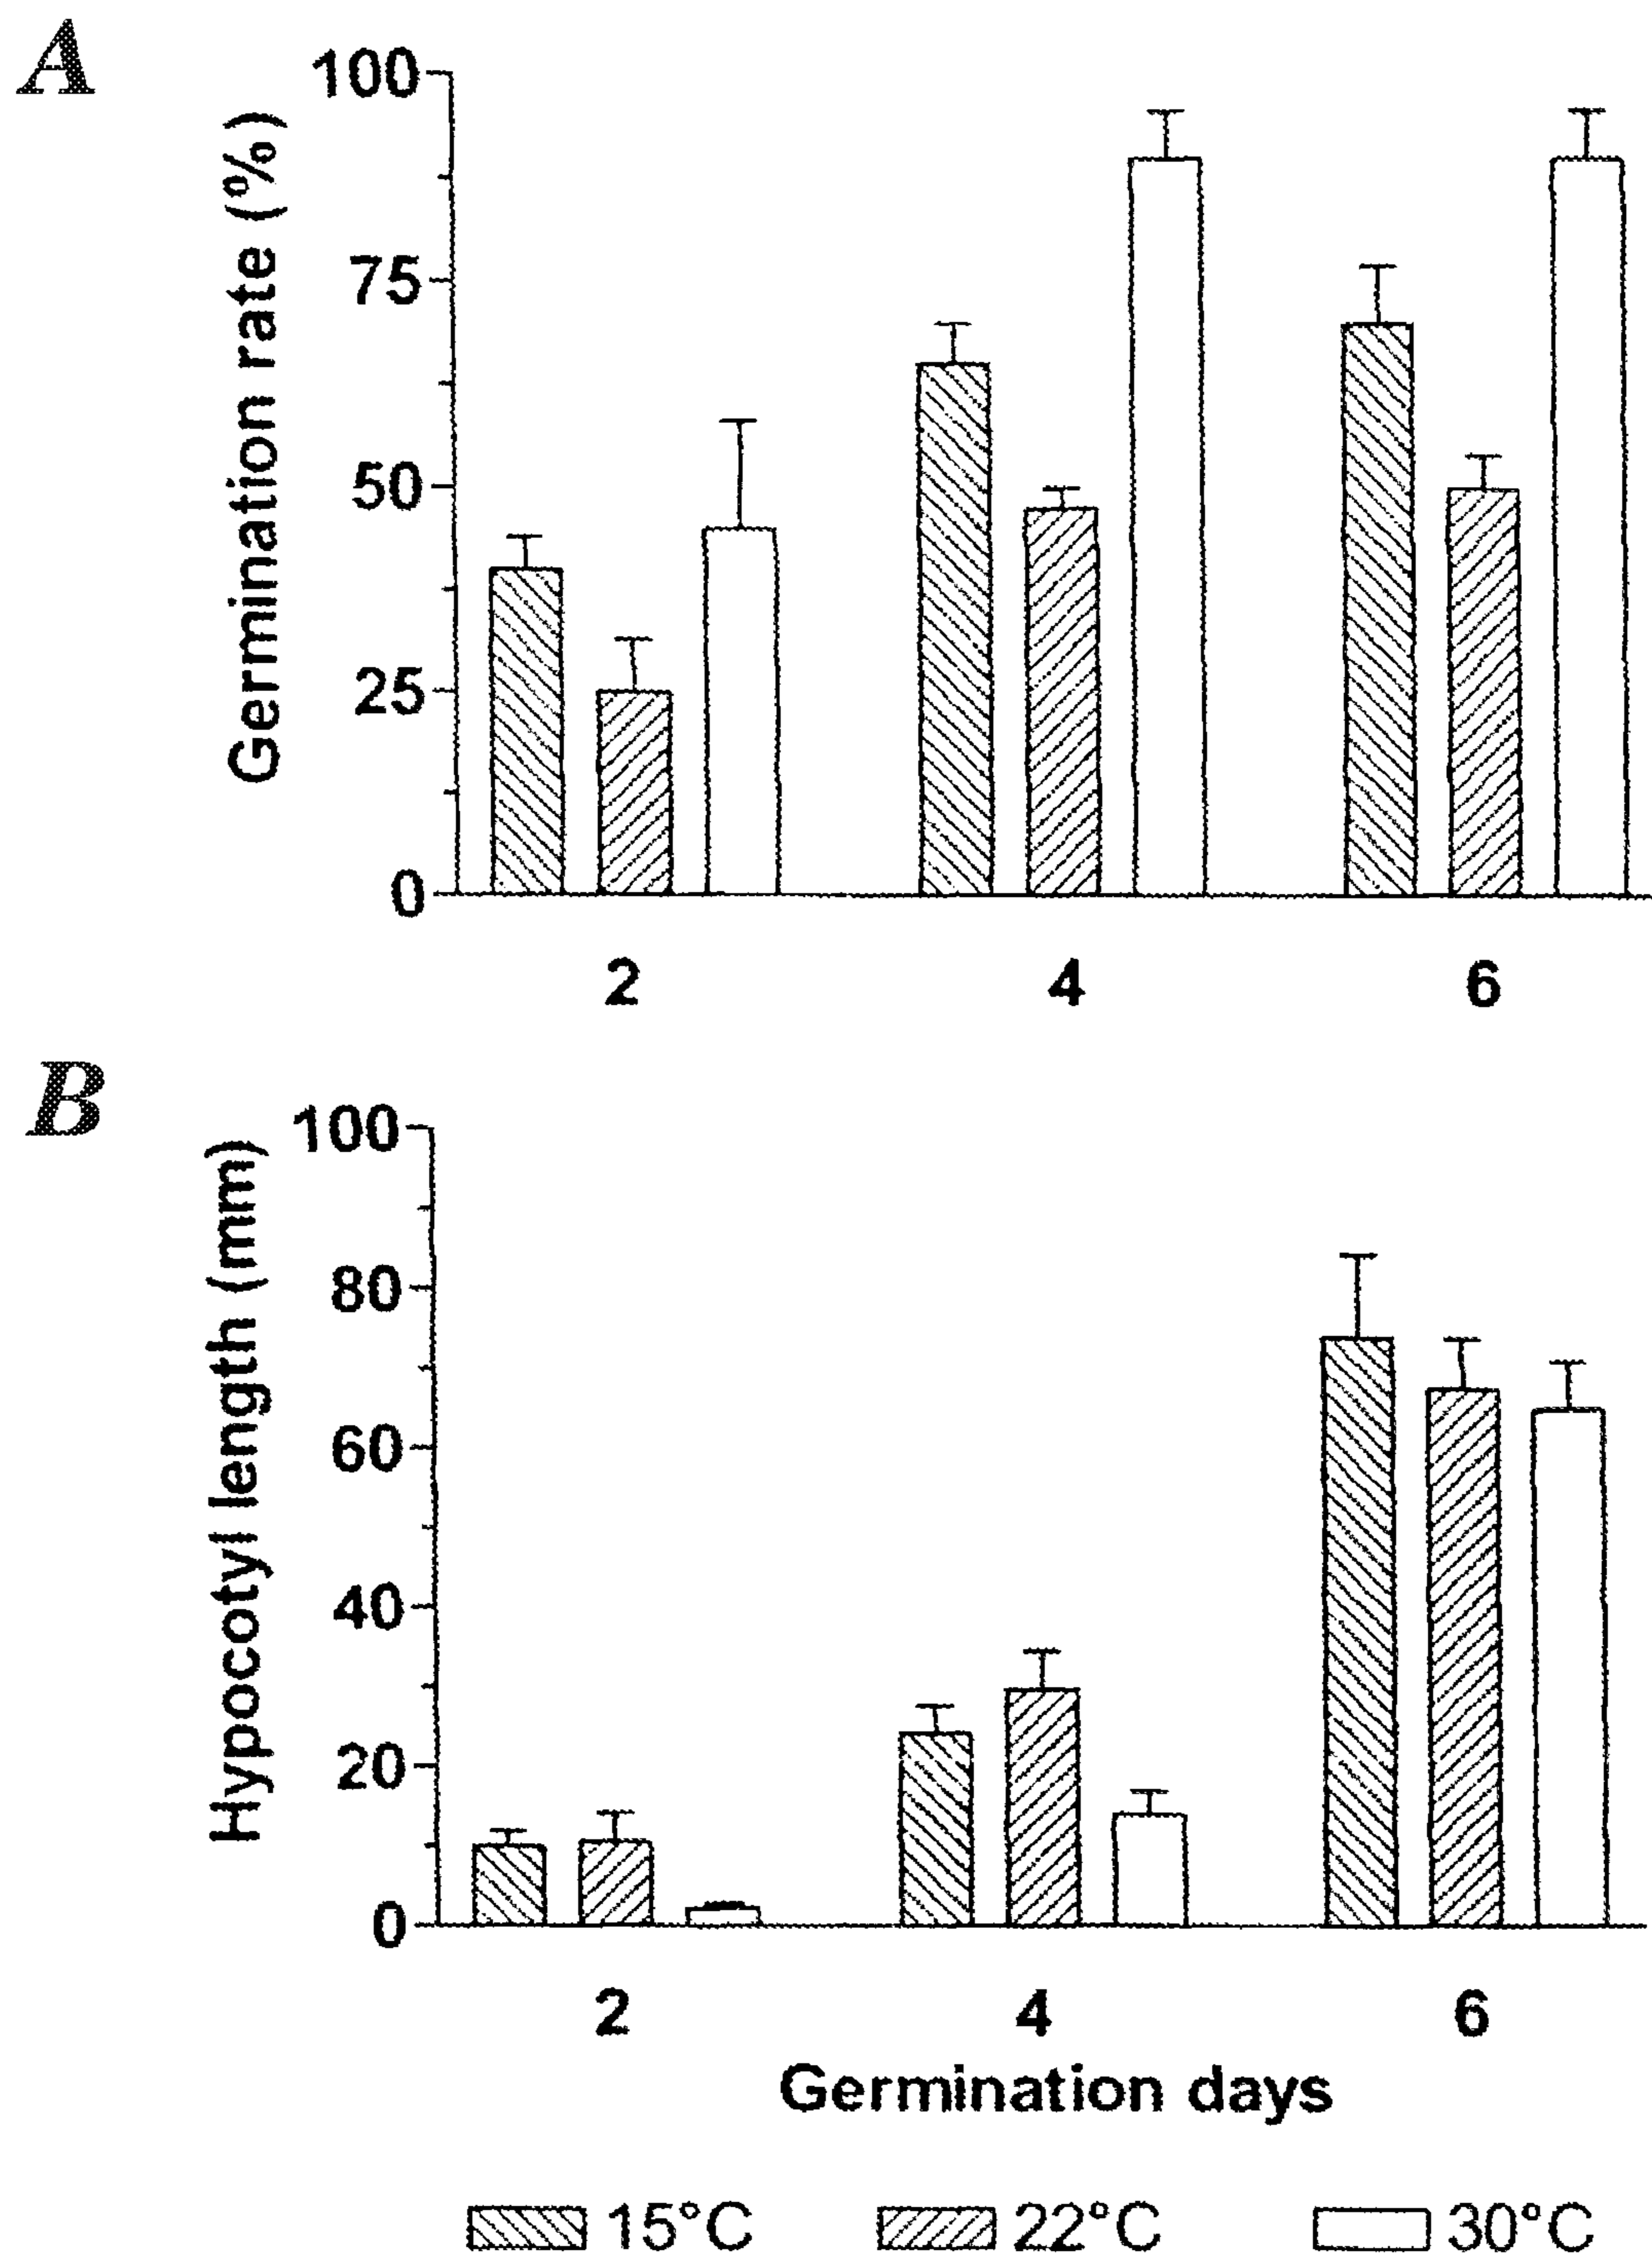 A
Germination rate (%)
100
75
50
25
0
2 4 6
B
Hypocotyl length (mm)
100
80
60
40
20
0
2 4 6
Germination days
15°C 22°C 30°C